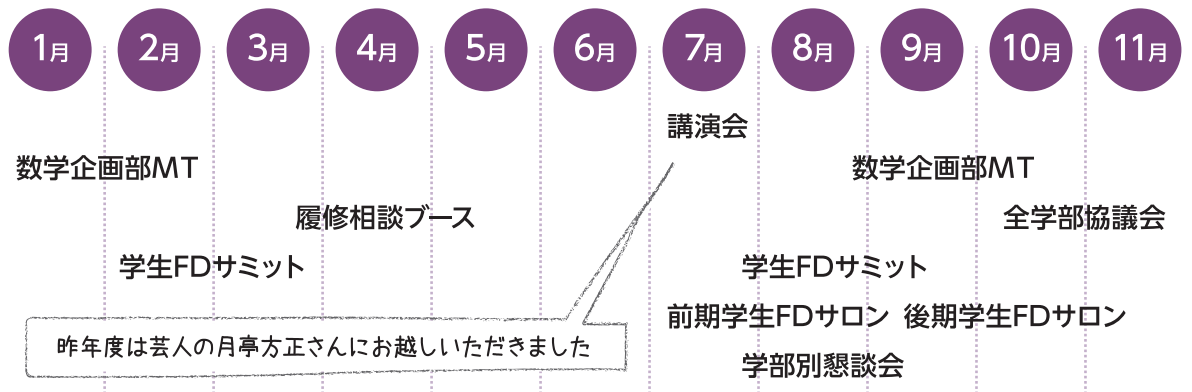 1月 2月 3月 4月 5月 6月 7月 8月 9月 10月 11月
講演会
数学企画部MT 数学企画部MT
履修相談ブース 全学部協議会
学生FDサミット 学生FDサミット
前期学生FDサロン 後期学生FDサロン
昨年度は芸人の月亭方正さんにお越しいただきました
学部別懇談会